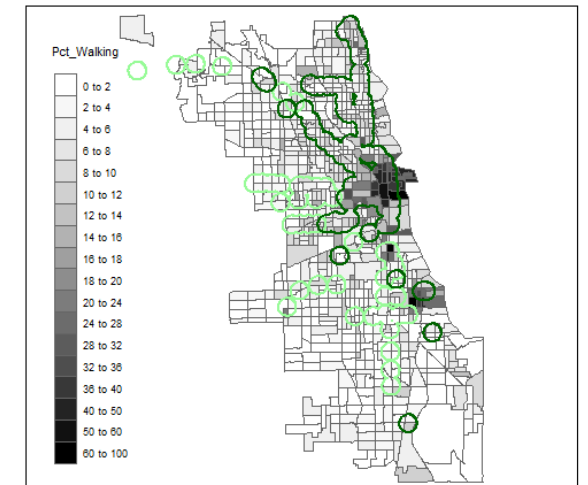 Pct_Walking
0 to 2
2 to 4
4 to 6
6 to 8
8 to 10
10 to 12
12 to 14
14 to 16
16 to 18
18 to 20
20 to 24
24 to 28
28 to 32
32 to 36
36 to 40
40 to 50
50 to 60
60 to 100